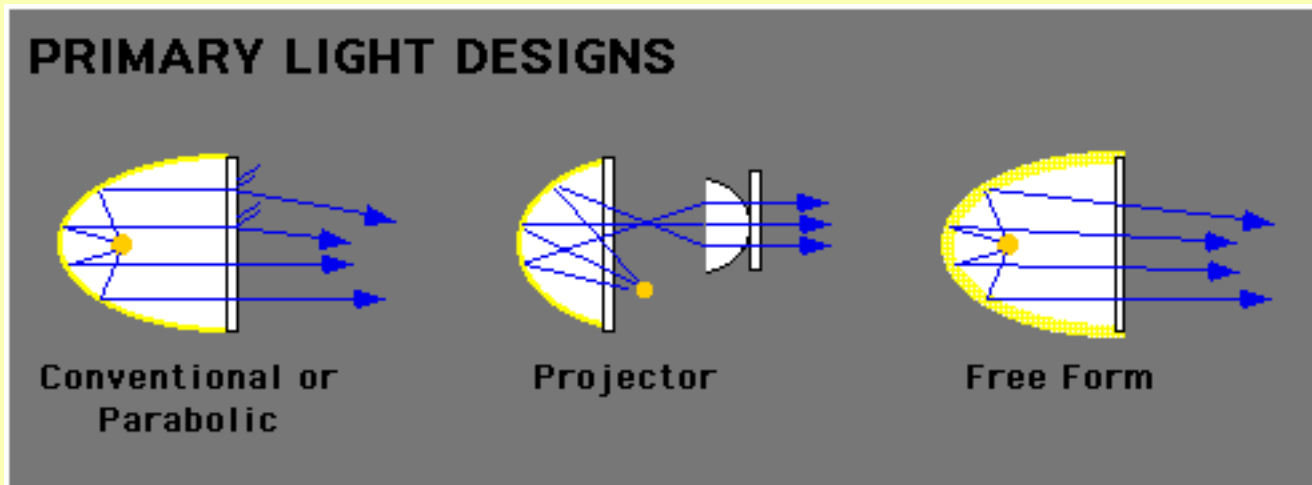 PRIMARY LIGHT DESIGNS
Conventional or
Parabolic
Projector
Free Form